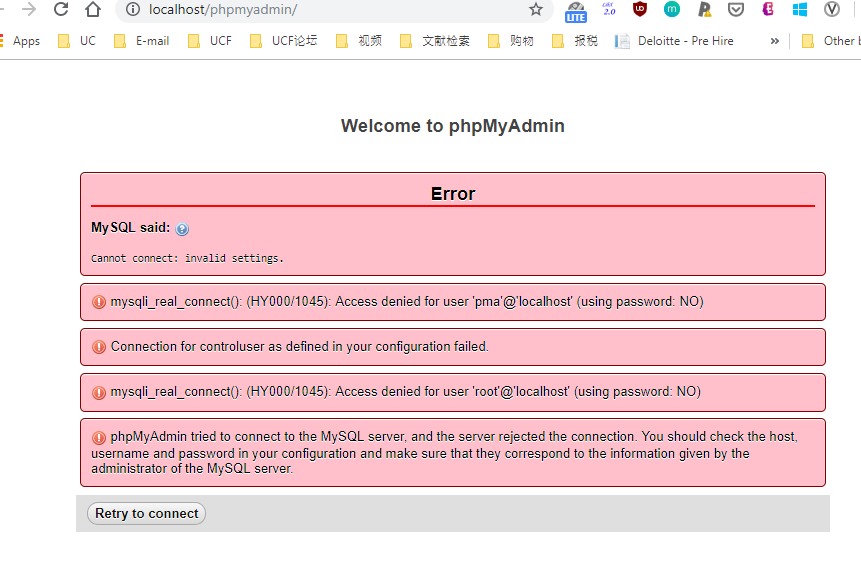 localhost/phpmyadmin/
LITE
2.0
Apps UC E-mail UCF UCF论坛 视频 文献检索 购物 报税 Deloitte - Pre Hire » Other b
Welcome to phpMyAdmin
Error
MySQL said:
Cannot connect: invalid settings.
mysqli_real_connect(): (HY000/1045): Access denied for user 'pma'@'localhost' (using password: NO)
Connection for controluser as defined in your configuration failed.
mysqli_real_connect(): (HY000/1045): Access denied for user 'root'@'localhost' (using password: NO)
phpMyAdmin tried to connect to the MySQL server, and the server rejected the connection. You should check the host,
username and password in your configuration and make sure that they correspond to the information given by the
administrator of the MySQL server.
Retry to connect